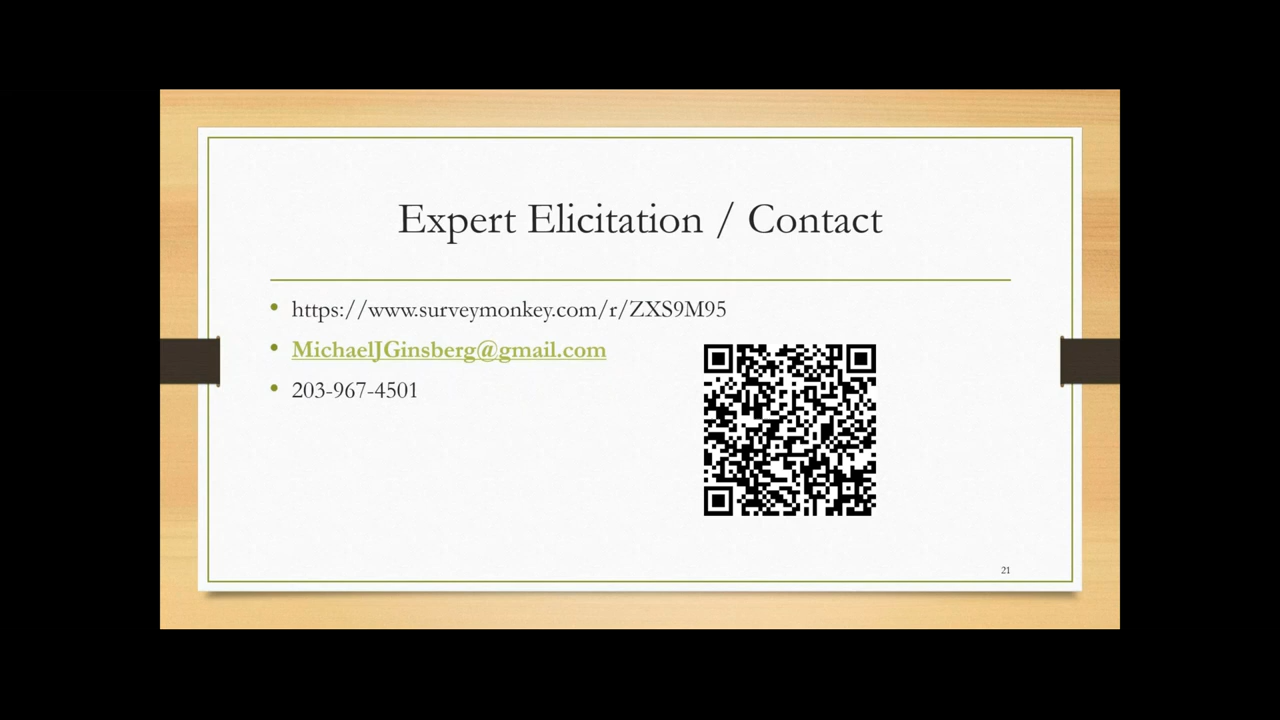 Expert Elicitation / Contact
• https://www.surveymonkey.com/r/ZXS9M95
• MichaelJGinsberg@gmail.com
• 203-967-4501
21